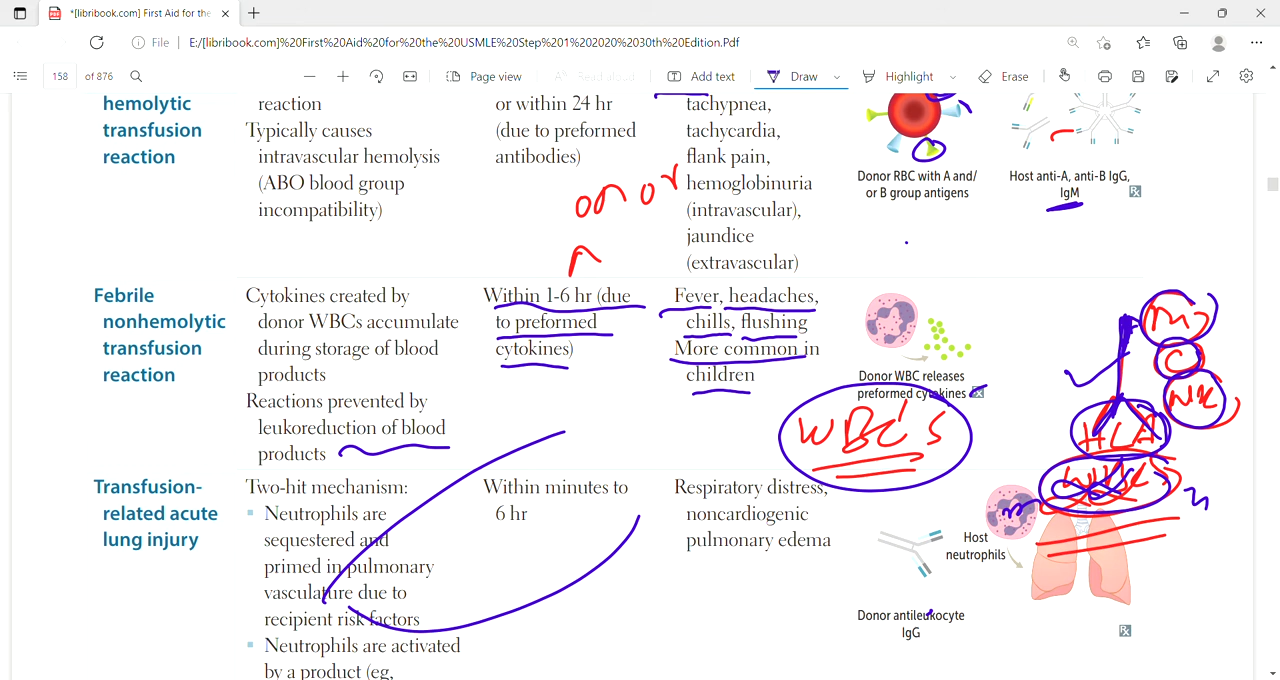 *[libribook.com] First Aid for the
File
E:/[libribook.com]%20First%20Aid%20for%20the%20USMLE%20Step%201%202020%2030th%20Edition.Pdf
158
of 876
Page view
Read aloud
Add text
Draw
Highlight
Erase
hemolytic
transfusion
reaction
reaction
Typically causes
intravascular hemolysis
(ABO blood group
incompatibility)
or within 24 hr
(due to preformed
antibodies)
tachypnea,
tachycardia,
flank pain,
hemoglobinuria
(intravascular),
jaundice
(extravascular)
Donor RBC with A and/
or B group antigens
Host anti-A, anti-B IgG,
IgM
onor
Febrile
nonhemolytic
transfusion
reaction
Cytokines created by
donor WBCs accumulate
during storage of blood
products
Reactions prevented by
leukoreduction of blood
products
Within 1-6 hr (due
to preformed
cytokines)
Fever, headaches,
chills, flushing
More common in
children
Donor WBC releases
preformed cytokines
WBC's
C
NK
HLA
Transfusion-
related acute
lung injury
Two-hit mechanism:
Neutrophils are
sequestered and
primed in pulmonary
vasculature due to
recipient risk factors
Neutrophils are activated
by a product (eg,
Within minutes to
6 hr
Respiratory distress,
noncardiogenic
pulmonary edema
Host
neutrophils
Donor antileukocyte
IgG